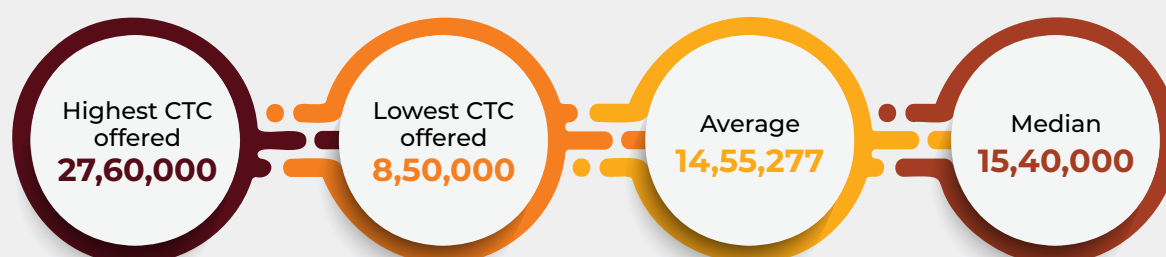 Highest CTC
offered
27,60,000
Lowest CTC
offered
8,50,000
Average
14,55,277
Median
15,40,000